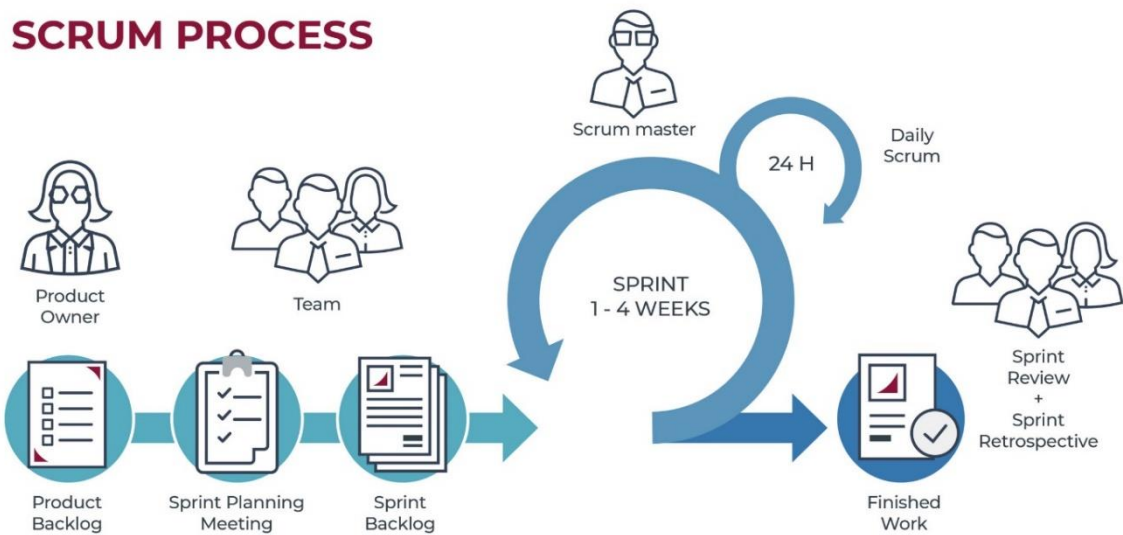 SCRUM PROCESS
Scrum master
Daily
Scrum
24 H
Product
Owner
Team
SPRINT
1 - 4 WEEKS
Sprint
Review
+
Sprint
Retrospective
Product
Backlog
Sprint Planning
Meeting
Sprint
Backlog
Finished
Work